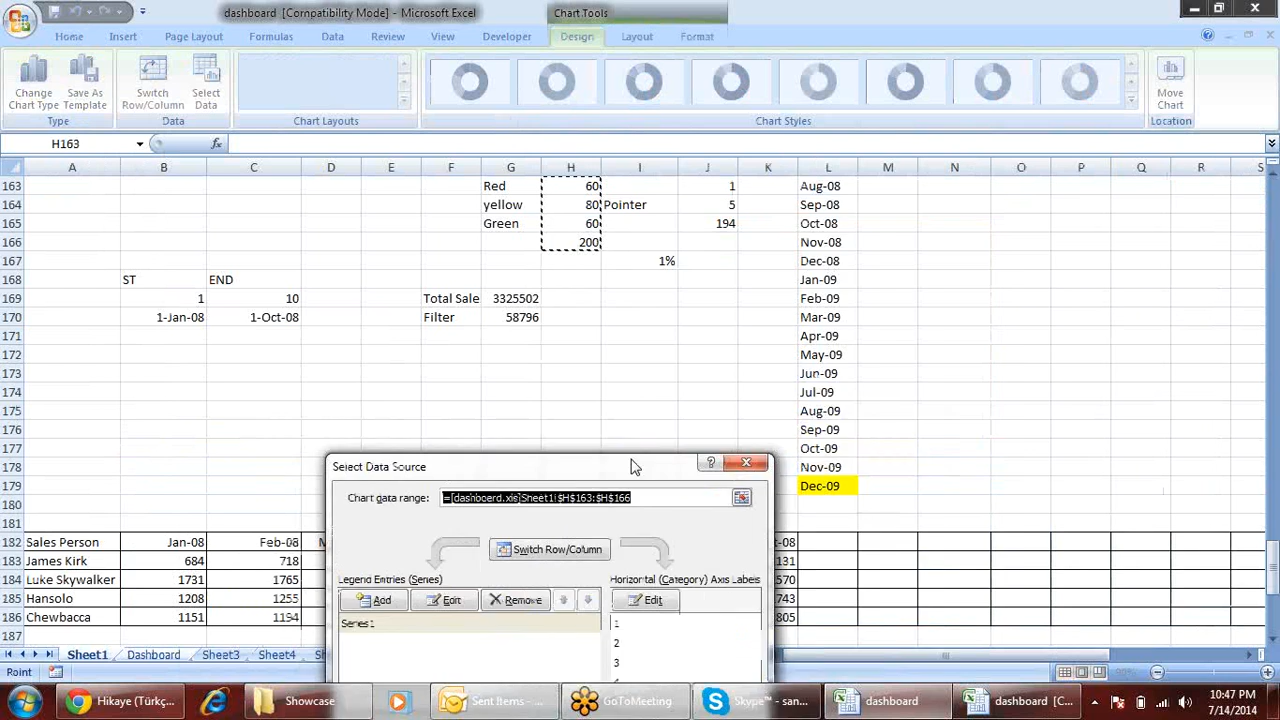 dashboard [Compatibility Mode] - Microsoft Excel
Chart Tools
Home Insert Page Layout Formulas Data Review View Developer Design Layout Format
Change Chart Type
Save As Template
Switch Row/Column
Select Data
Move Chart
Type Data Chart Layouts Chart Styles Location
H163
A B C D E F G H I J K L M N O P Q R S
163 Red 60 1 Aug-08
164 yellow 80 Pointer 5 Sep-08
165 Green 60 194 Oct-08
166 200 Nov-08
167 1% Dec-08
168 ST END Jan-09
169 1 10 Total Sale 3325502 Feb-09
170 1-Jan-08 1-Oct-08 Filter 58796 Mar-09
171 Apr-09
172 May-09
173 Jun-09
174 Jul-09
175 Aug-09
176 Sep-09
177 Oct-09
178 Nov-09
179 Dec-09
180
181
182 Sales Person Jan-08 Feb-08
183 James Kirk 684 718 131
184 Luke Skywalker 1731 1765 570
185 Hansolo 1208 1255 743
186 Chewbacca 1151 1194 805
187
Select Data Source
Chart data range: =[dashboerd.xis]Sheet1!$H$163:$H$166
Switch Row/Column
Legend Entries (Series) Horizontal (Category) Axis Labels
Add Edit Remove Edit
Series1
1
2
3
Sheet1 Dashboard Sheet3 Sheet4
Point
Hikaye (Türkç... Showcase Sent Items - ... GoToMeeting Skype™ - san... dashboard dashboard [C...
10:47 PM
7/14/2014